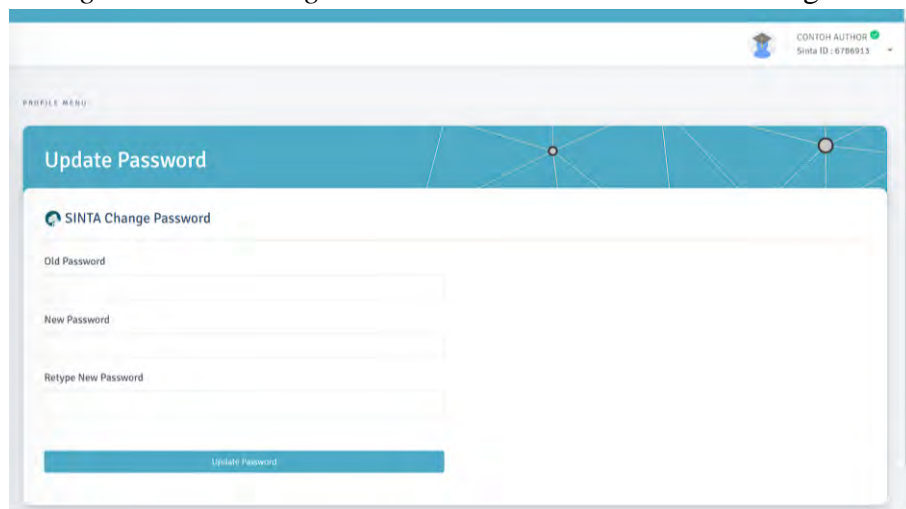 CONTOH AUTHOR
Sinta ID : 6786913
PROFILE MENU
Update Password
SINTA Change Password
Old Password
New Password
Retype New Password
Update Password